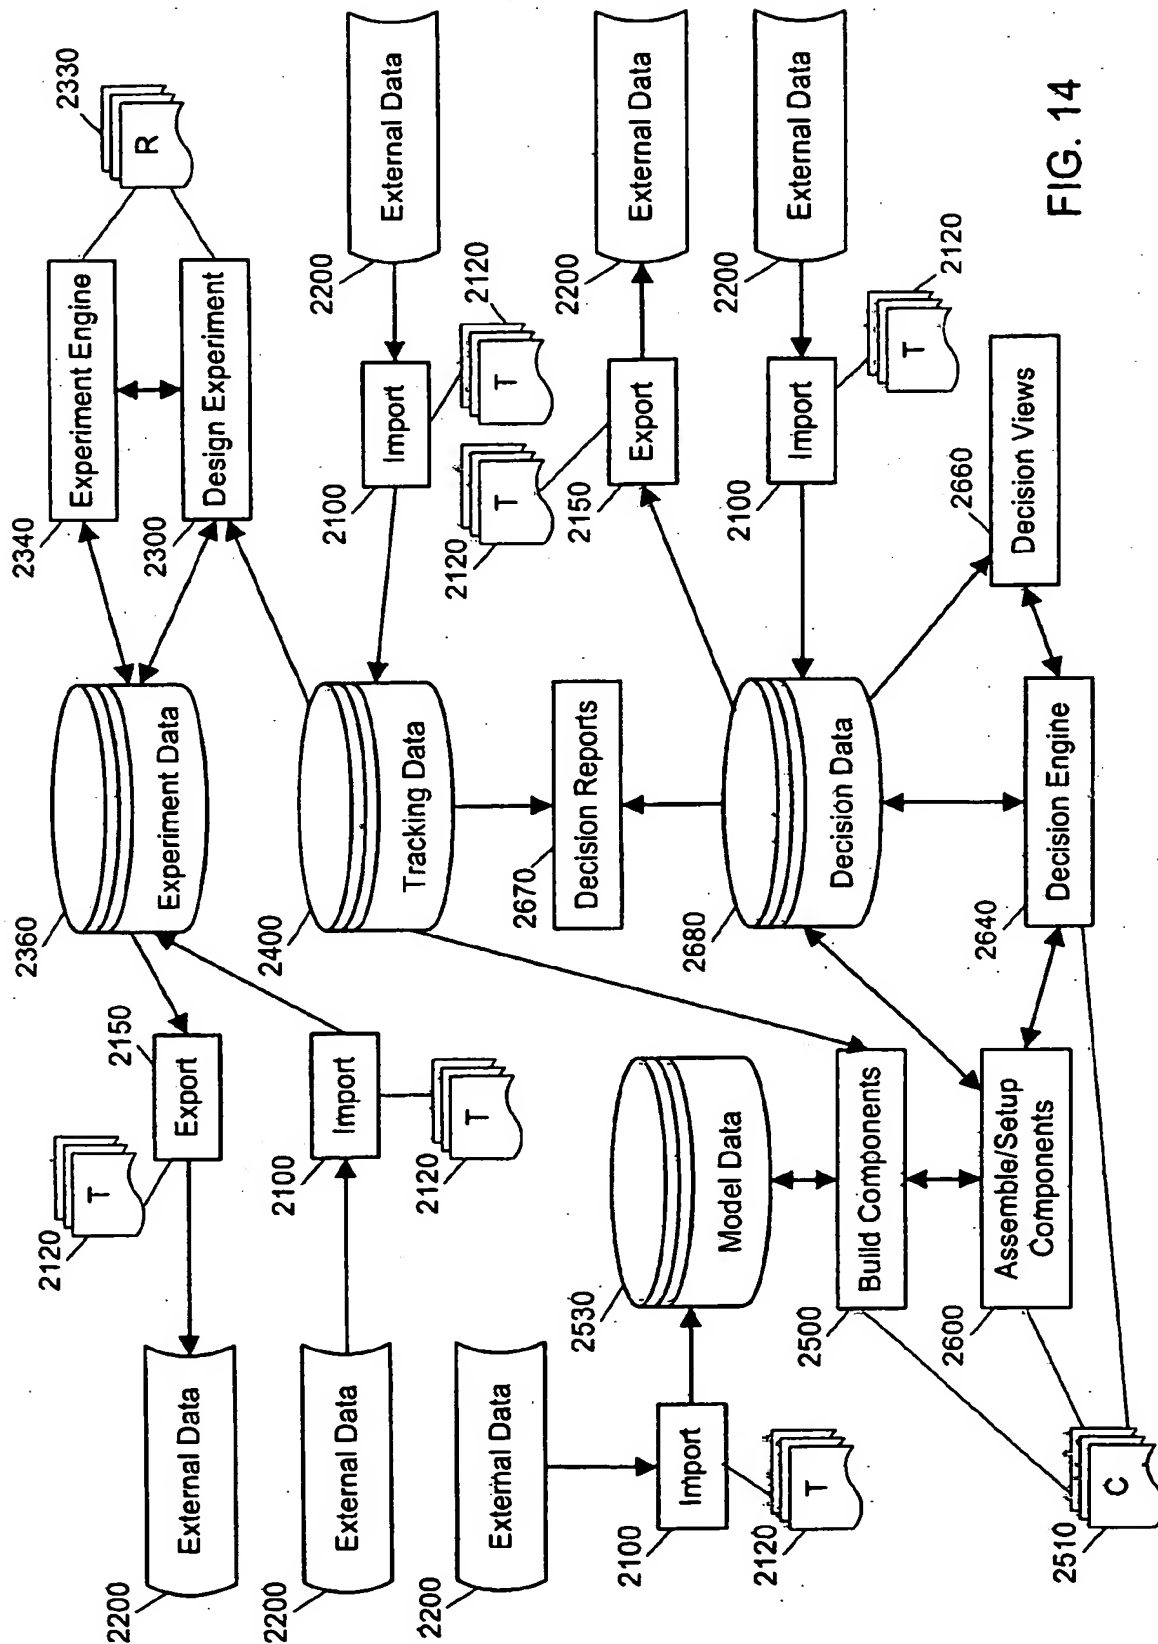 2200
External Data
2120
T
Export
2150
2360
Experiment Data
2340
Experiment Engine
2300
Design Experiment
2330
R
2200
External Data
2100
Import
2120
T
2400
Tracking Data
2100
Import
2120
T
2200
External Data
2200
External Data
2100
Import
2120
T
2530
Model Data
2670
Decision Reports
2120
T
2150
Export
2200
External Data
2500
Build Components
2680
Decision Data
2100
Import
2120
T
2200
External Data
2600
Assemble/Setup
Components
2640
Decision Engine
2660
Decision Views
2510
C
FIG. 14